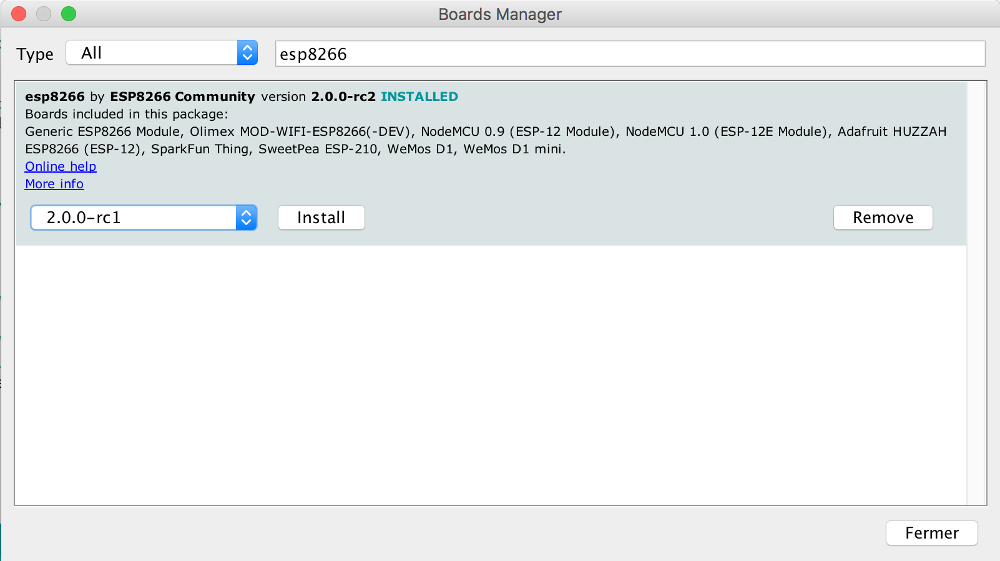 Boards Manager
Type All esp8266
esp8266 by ESP8266 Community version 2.0.0-rc2 INSTALLED
Boards included in this package:
Generic ESP8266 Module, Olimex MOD-WIFI-ESP8266(-DEV), NodeMCU 0.9 (ESP-12 Module), NodeMCU 1.0 (ESP-12E Module), Adafruit HUZZAH
ESP8266 (ESP-12), SparkFun Thing, SweetPea ESP-210, WeMos D1, WeMos D1 mini.
Online help
More info
2.0.0-rc1 Install Remove
Fermer